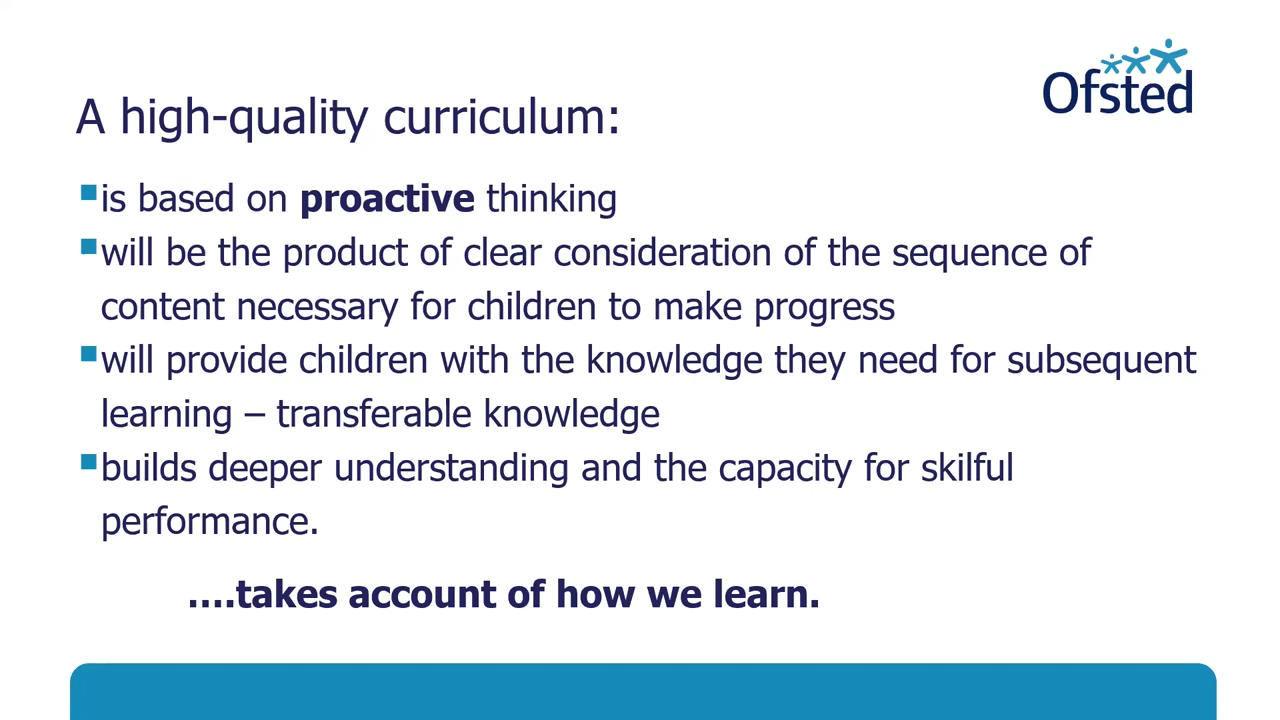 Ofsted
A high-quality curriculum:
▪is based on proactive thinking
▪will be the product of clear consideration of the sequence of
content necessary for children to make progress
▪will provide children with the knowledge they need for subsequent
learning – transferable knowledge
▪builds deeper understanding and the capacity for skilful
performance.
....takes account of how we learn.